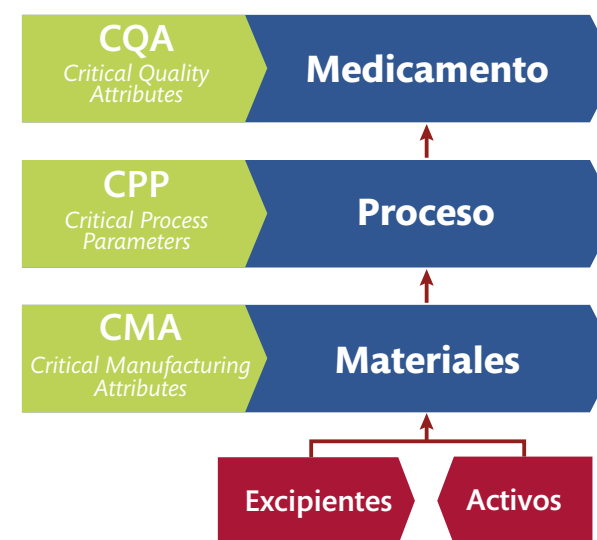 CQA
Critical Quality
Attributes
Medicamento
CPP
Critical Process
Parameters
Proceso
CMA
Critical Manufacturing
Attributes
Materiales
Excipientes
Activos